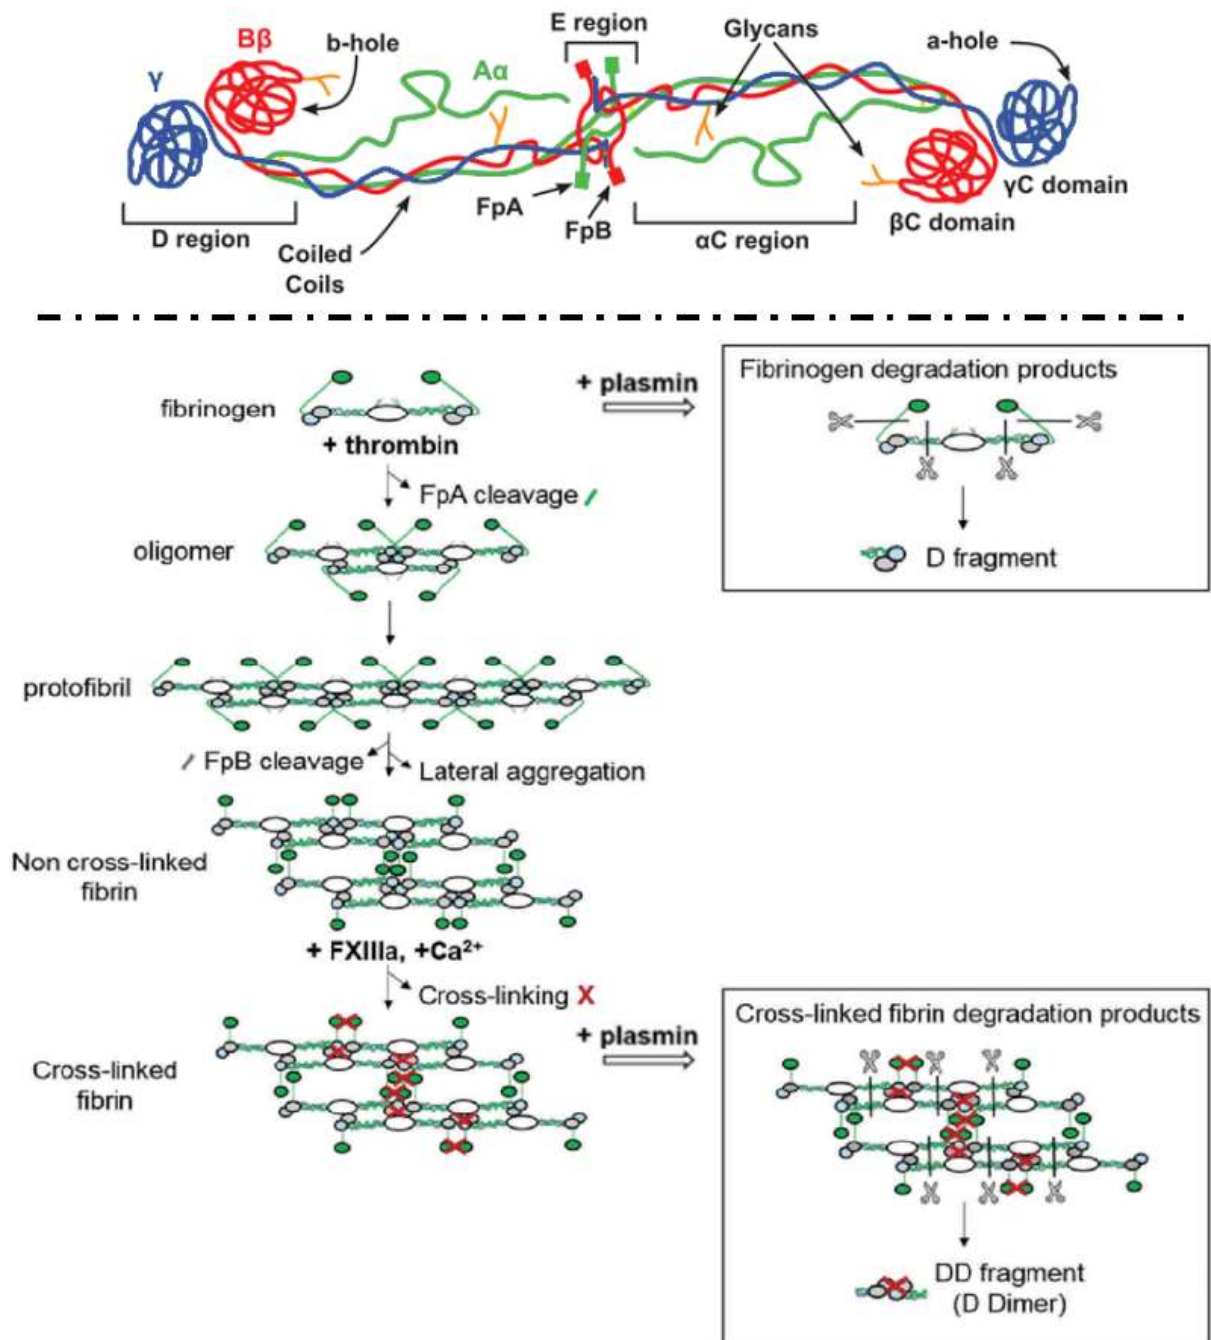 E region
Glycans
a-hole
Bβ
b-hole
Aα
γ
FpA
FpB
γC domain
βC domain
D region
αC region
Coiled
Coils
Fibrinogen degradation products
+ plasmin
fibrinogen
+ thrombin
FpA cleavage
oligomer
D fragment
protofibril
FpB cleavage
Lateral aggregation
Non cross-linked
fibrin
+ FXIIIa, +Ca²⁺
Cross-linking X
Cross-linked fibrin degradation products
+ plasmin
Cross-linked
fibrin
DD fragment
(D Dimer)